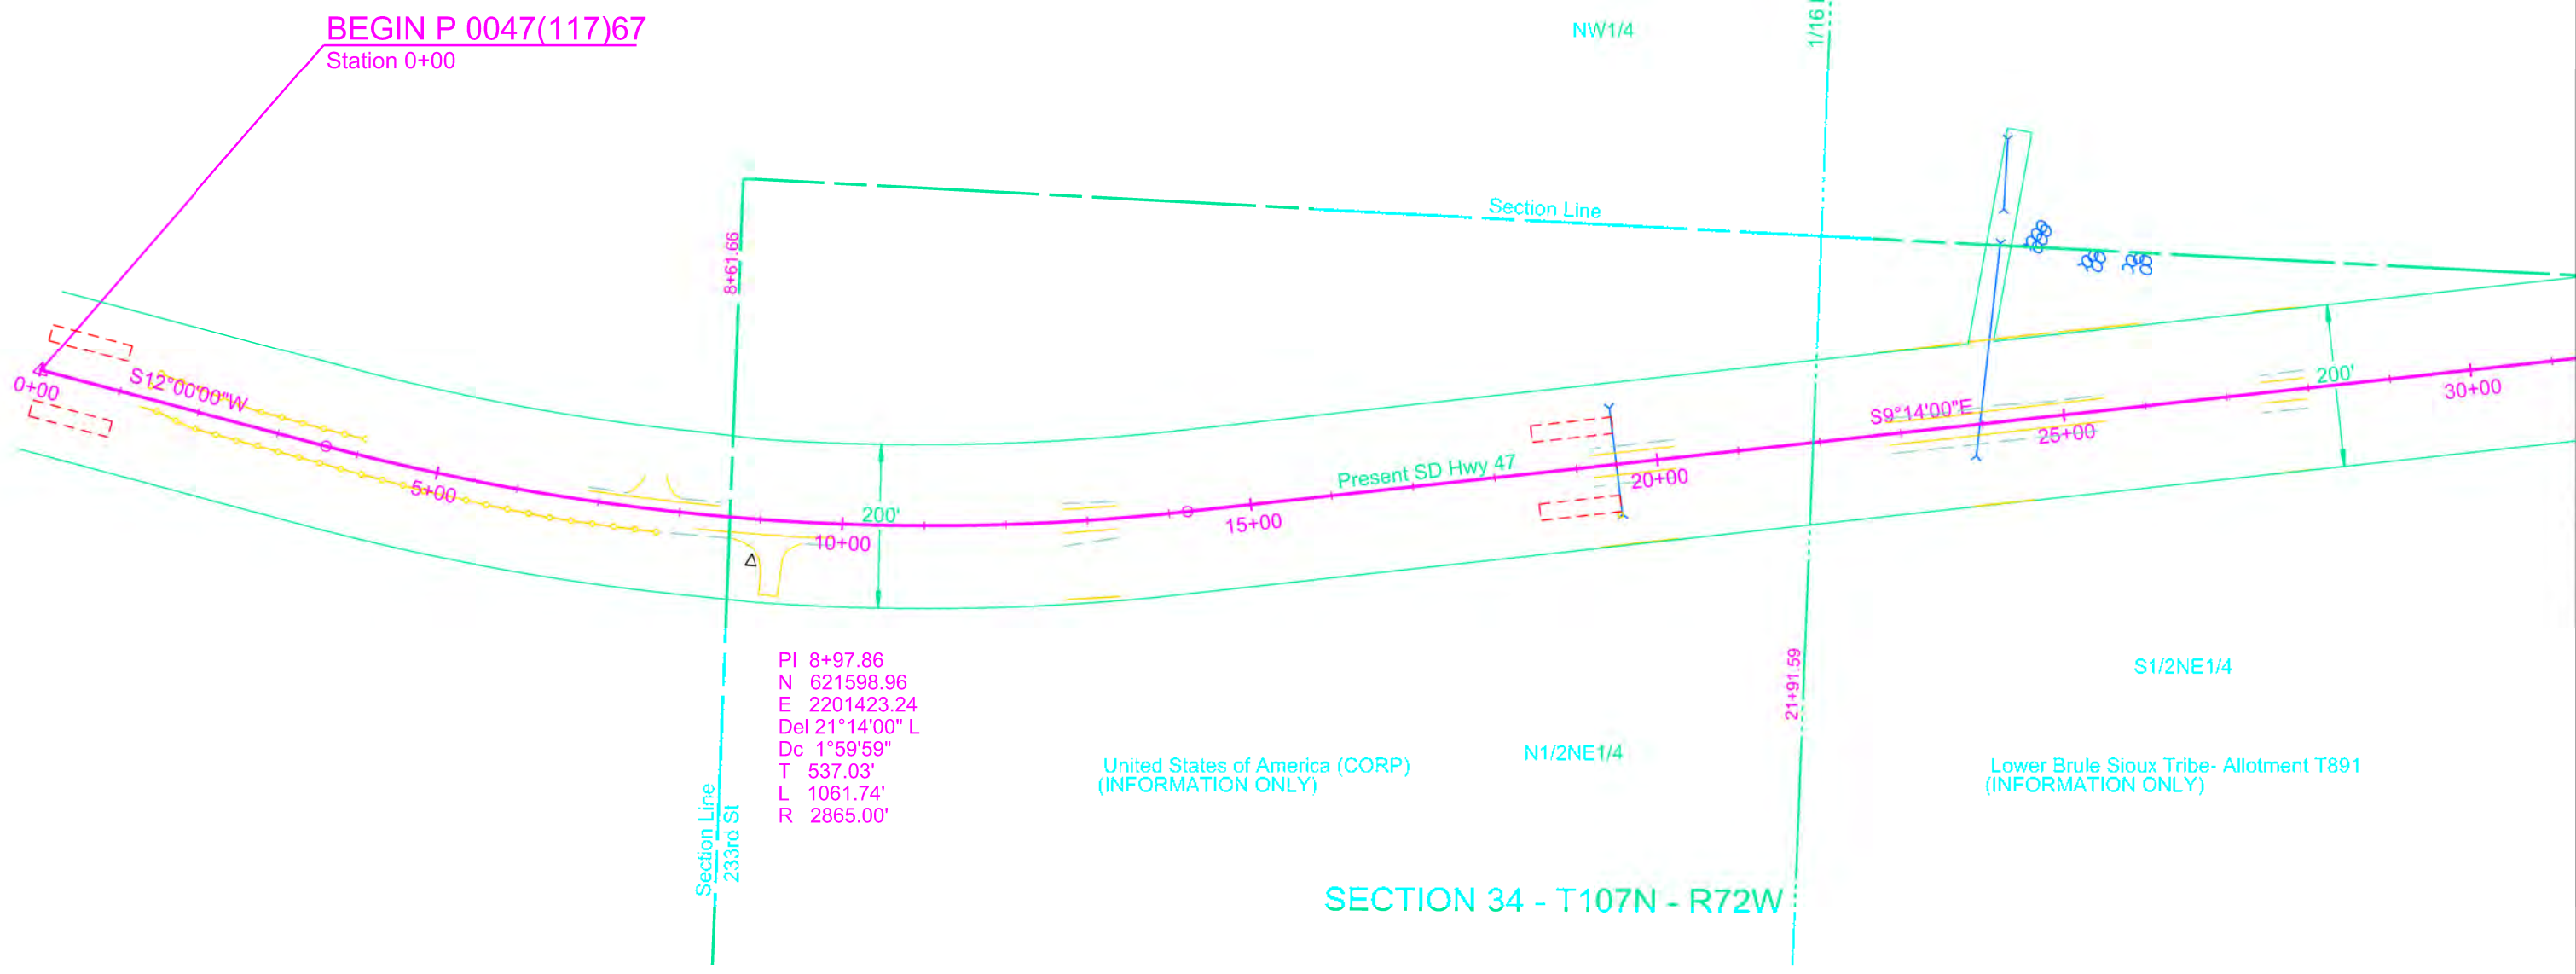 BEGIN P 0047(117)67
Station 0+00
NW1/4
1/16
Section Line
8+61.66
0+00
S12°00'00"W
5+00
10+00
200'
15+00
Present SD Hwy 47
20+00
S9°14'00"E
25+00
200'
30+00
PI 8+97.86
N 621598.96
E 2201423.24
Del 21°14'00" L
Dc 1°59'59"
T 537.03'
L 1061.74'
R 2865.00'
Section Line
233rd St
United States of America (CORP)
(INFORMATION ONLY)
N1/2NE1/4
21+91.59
S1/2NE1/4
Lower Brule Sioux Tribe- Allotment T891
(INFORMATION ONLY)
SECTION 34 - T107N - R72W